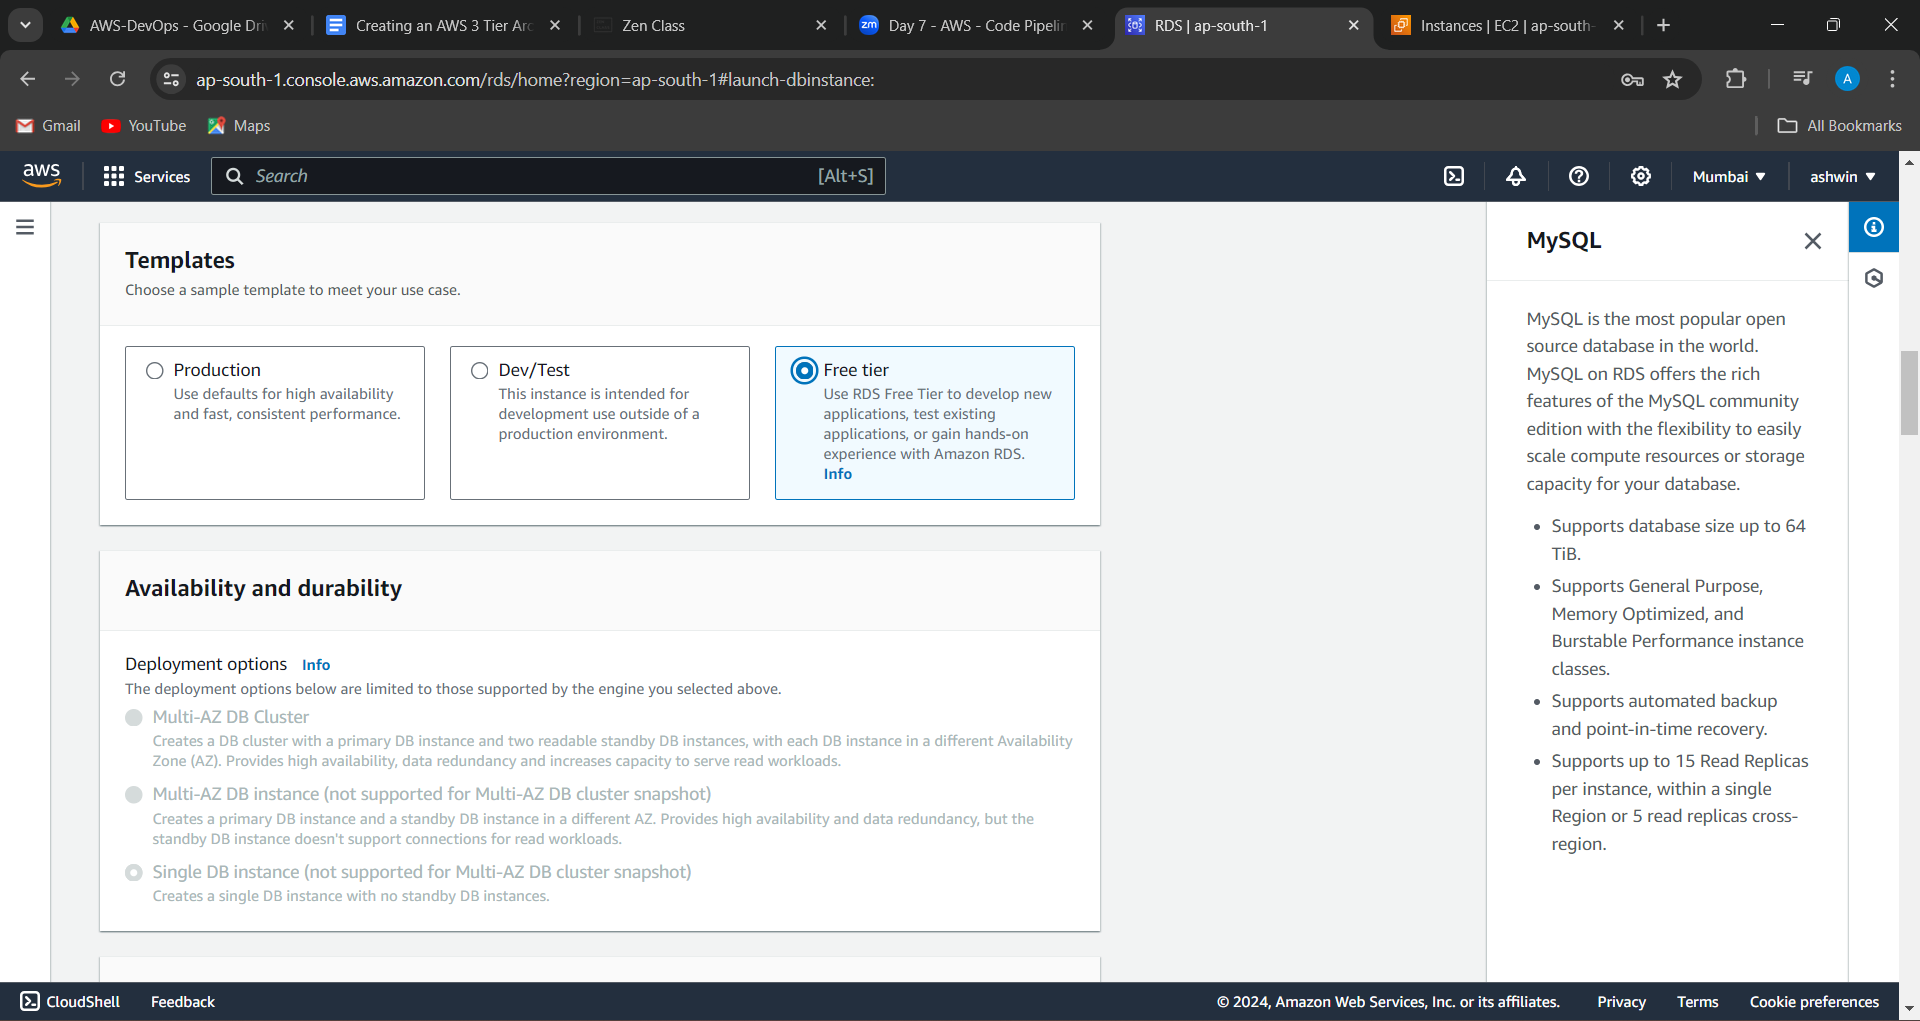 AWS-DevOps - Google Dri
Creating an AWS 3 Tier Arc
Zen Class
zm
Day 7 - AWS - Code Pipelin
RDS | ap-south-1
Instances | EC2 | ap-south-
ap-south-1.console.aws.amazon.com/rds/home?region=ap-south-1#launch-dbinstance:
A
Gmail
YouTube
Maps
All Bookmarks
aws
Services
Search
[Alt+S]
Mumbai
ashwin
Templates
Choose a sample template to meet your use case.
Production
Use defaults for high availability
and fast, consistent performance.
Dev/Test
This instance is intended for
development use outside of a
production environment.
Free tier
Use RDS Free Tier to develop new
applications, test existing
applications, or gain hands-on
experience with Amazon RDS.
Info
Availability and durability
Deployment options Info
The deployment options below are limited to those supported by the engine you selected above.
Multi-AZ DB Cluster
Creates a DB cluster with a primary DB instance and two readable standby DB instances, with each DB instance in a different Availability
Zone (AZ). Provides high availability, data redundancy and increases capacity to serve read workloads.
Multi-AZ DB instance (not supported for Multi-AZ DB cluster snapshot)
Creates a primary DB instance and a standby DB instance in a different AZ. Provides high availability and data redundancy, but the
standby DB instance doesn't support connections for read workloads.
Single DB instance (not supported for Multi-AZ DB cluster snapshot)
Creates a single DB instance with no standby DB instances.
MySQL
MySQL is the most popular open
source database in the world.
MySQL on RDS offers the rich
features of the MySQL community
edition with the flexibility to easily
scale compute resources or storage
capacity for your database.
• Supports database size up to 64
TiB.
• Supports General Purpose,
Memory Optimized, and
Burstable Performance instance
classes.
• Supports automated backup
and point-in-time recovery.
• Supports up to 15 Read Replicas
per instance, within a single
Region or 5 read replicas cross-
region.
CloudShell
Feedback
© 2024, Amazon Web Services, Inc. or its affiliates.
Privacy
Terms
Cookie preferences